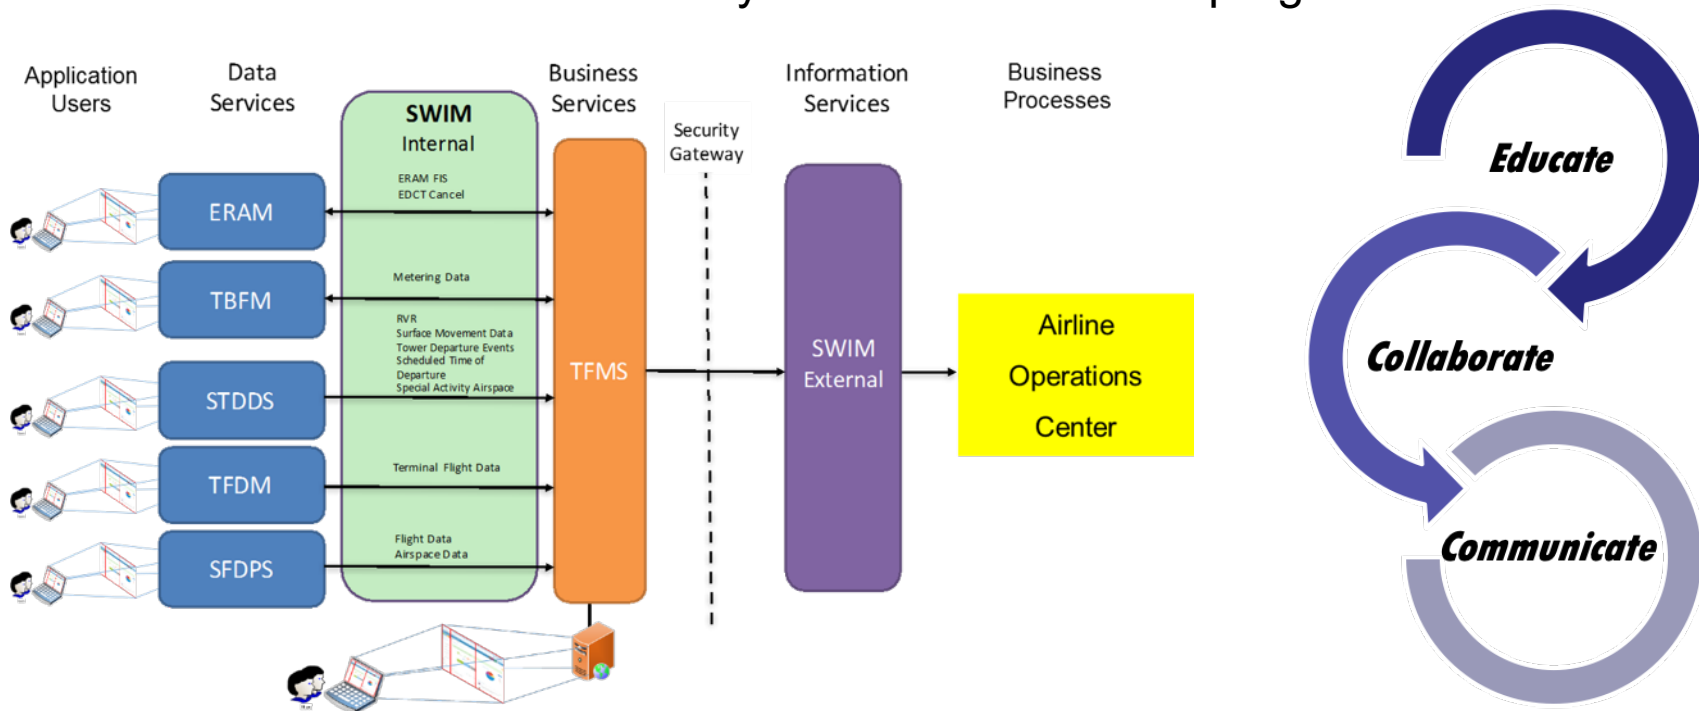 Application
Users
Data
Services
SWIM
Internal
Business
Services
Security
Gateway
Information
Services
Business
Processes
ERAM FIS
EDCT Cancel
ERAM
Metering Data
TBFM
RVR
Surface Movement Data
Tower Departure Events
Scheduled Time of
Departure
Special Activity Airspace
STDDS
TFMS
SWIM
External
Airline
Operations
Center
Terminal Flight Data
TFDM
Flight Data
Airspace Data
SFDPS
Educate
Collaborate
Communicate